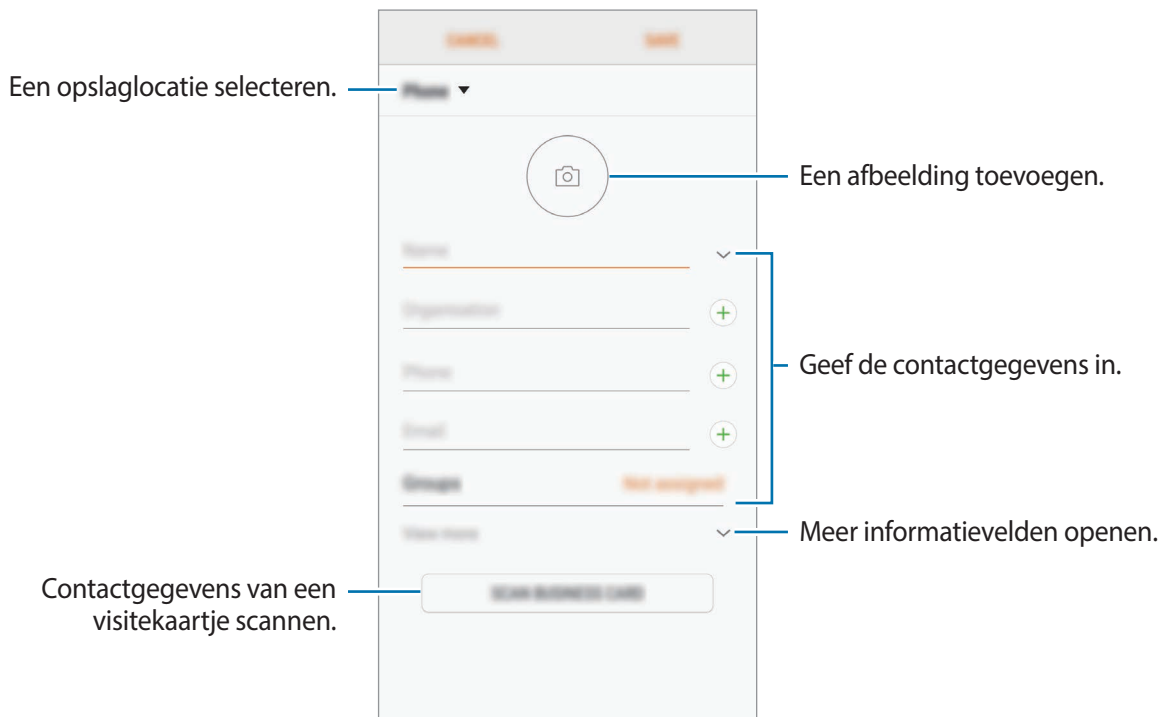 CANCEL SAVE
Een opslaglocatie selecteren.
Phone
Een afbeelding toevoegen.
Name
Organisation
Phone
Geef de contactgegevens in.
Email
Groups Not assigned
View more
Meer informatievelden openen.
Contactgegevens van een
visitekaartje scannen.
SCAN BUSINESS CARD